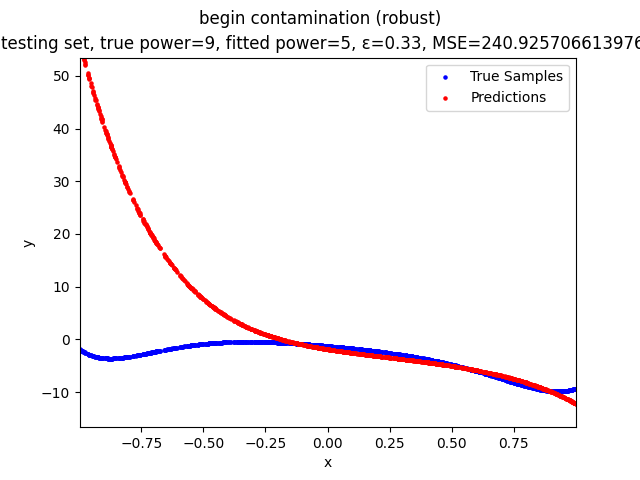 begin contamination (robust)
testing set, true power=9, fitted power=5, ε=0.33, MSE=240.925706613976
True Samples
Predictions
50
40
30
20
10
0
−10
y
−0.75
−0.50
−0.25
0.00
0.25
0.50
0.75
x